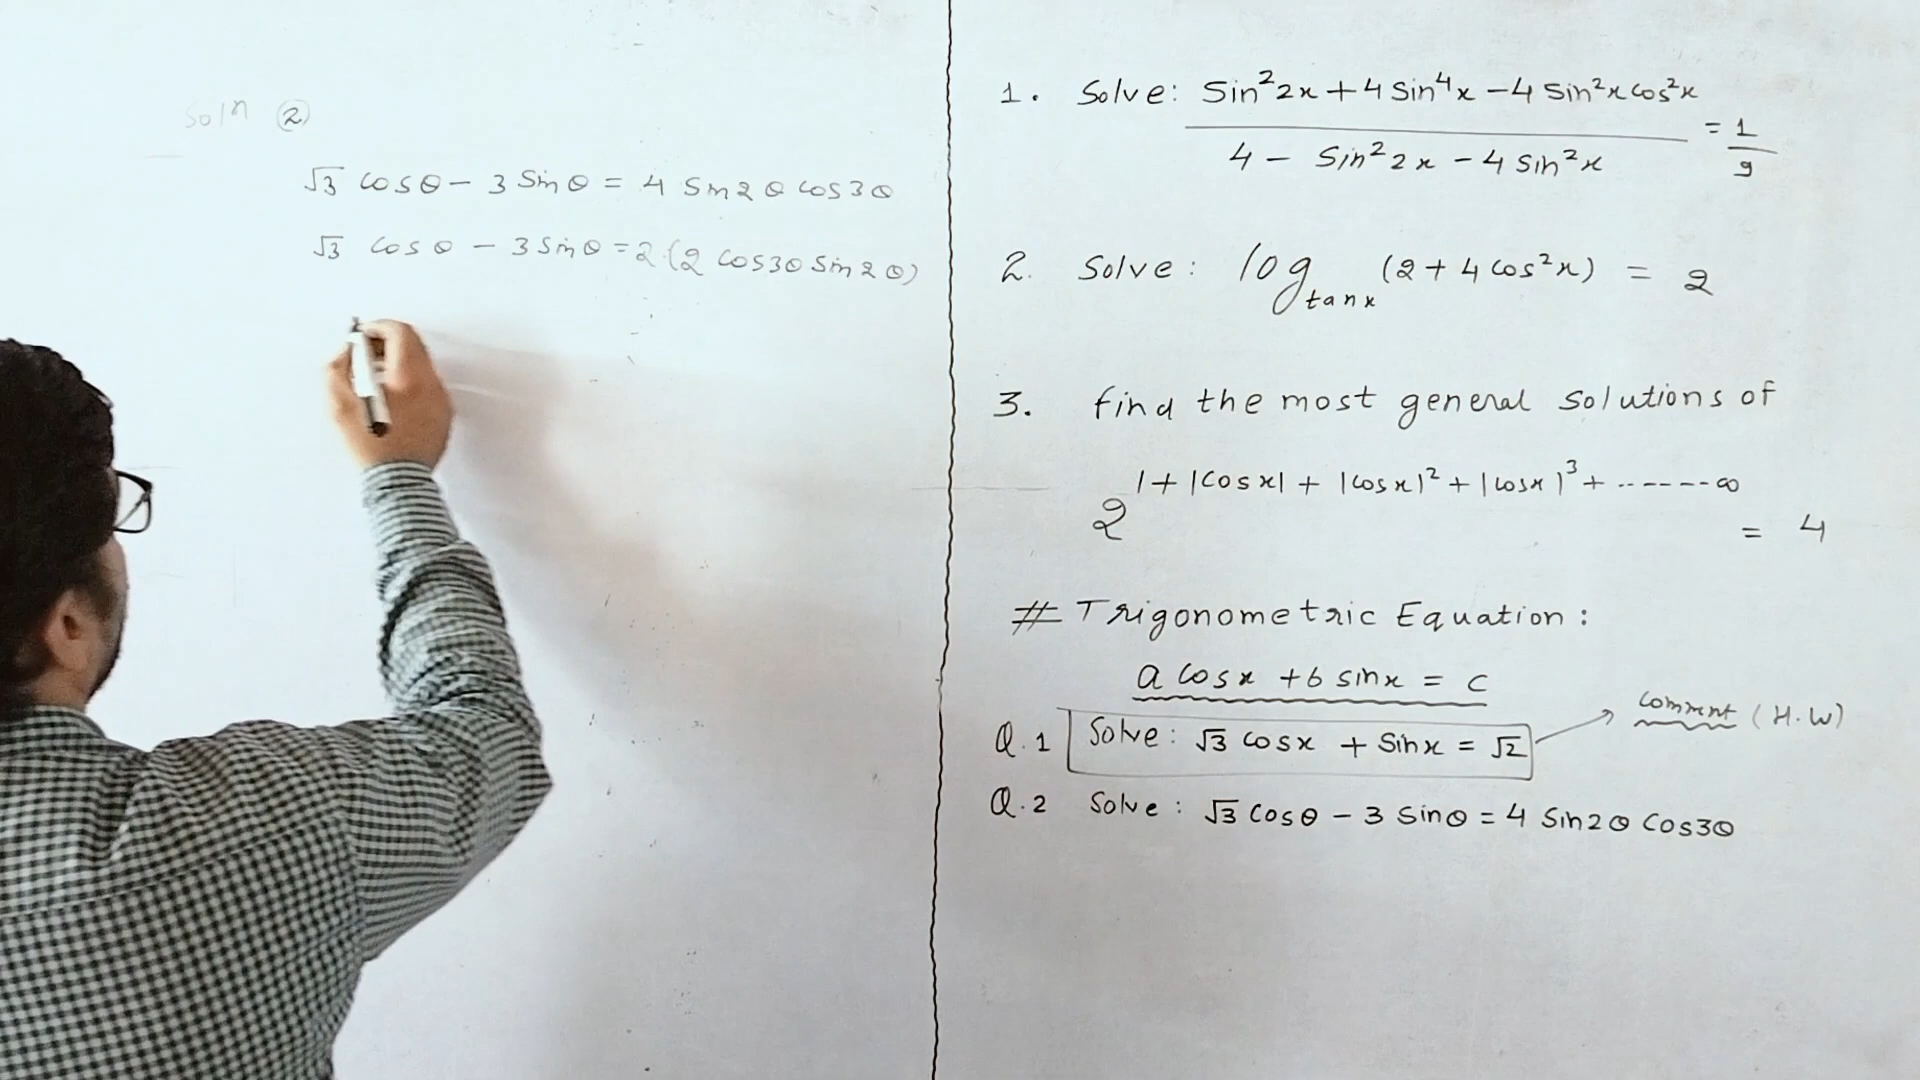 Soln ②
√3 cosθ - 3 Sinθ = 4 Sin2θ cos3θ
√3 cosθ - 3 Sinθ = 2 (2 cos3θ Sin2θ)
1. Solve: Sin²2x + 4 Sin⁴x - 4 Sin²x cos²x
= 1/9
4 - Sin²2x - 4 Sin²x
2. Solve: log tanx (2 + 4 cos²x) = 2
3. find the most general solutions of
1 + |cosx| + |cosx|² + |cosx|³ + ------- ∞
2 = 4
# Trigonometric Equation:
a cosx + b sinx = c
comment (H.W)
Q.1 Solve: √3 cosx + Sinx = √2
Q.2 Solve: √3 cosθ - 3 Sinθ = 4 Sin2θ Cos3θ